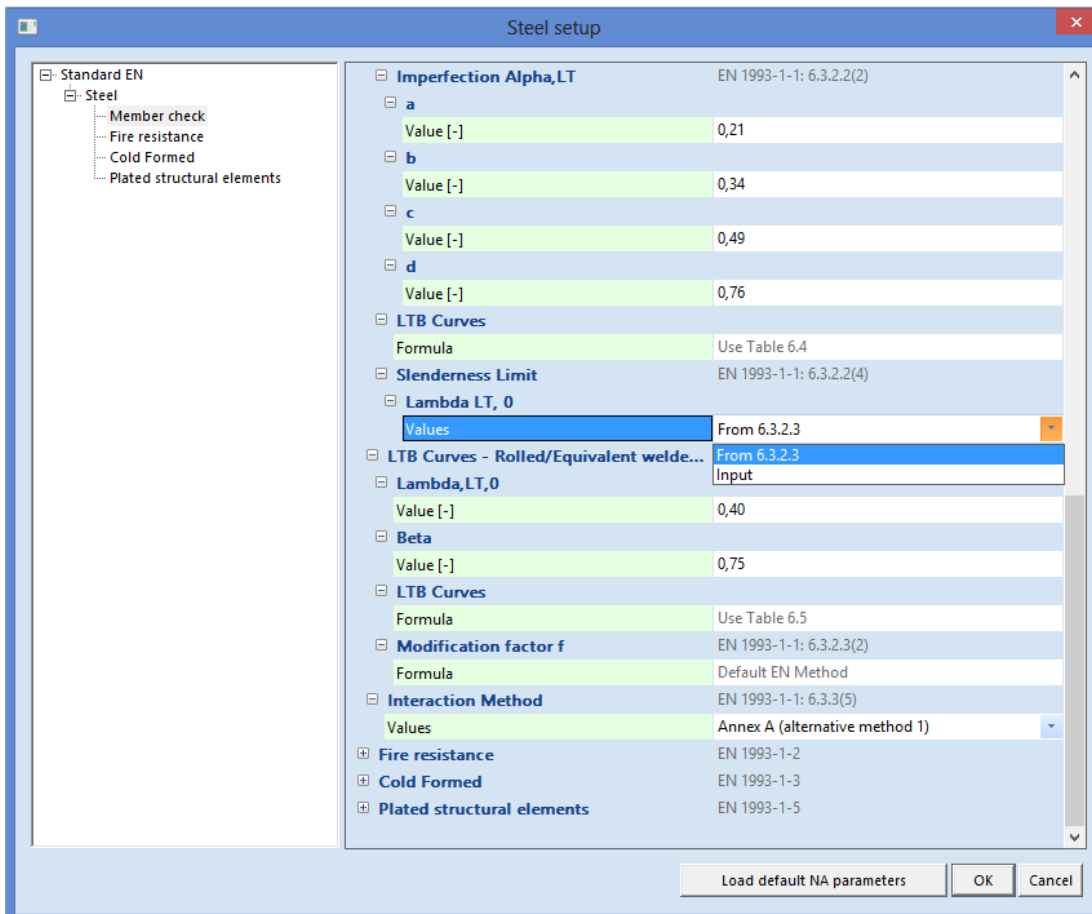 Steel setup
Standard EN
Steel
Member check
Fire resistance
Cold Formed
Plated structural elements
Imperfection Alpha,LT EN 1993-1-1: 6.3.2.2(2)
a
Value [-] 0,21
b
Value [-] 0,34
c
Value [-] 0,49
d
Value [-] 0,76
LTB Curves
Formula Use Table 6.4
Slenderness Limit EN 1993-1-1: 6.3.2.2(4)
Lambda LT, 0
Values From 6.3.2.3
From 6.3.2.3
Input
LTB Curves - Rolled/Equivalent welde...
Lambda,LT,0
Value [-] 0,40
Beta
Value [-] 0,75
LTB Curves
Formula Use Table 6.5
Modification factor f EN 1993-1-1: 6.3.2.3(2)
Formula Default EN Method
Interaction Method EN 1993-1-1: 6.3.3(5)
Values Annex A (alternative method 1)
Fire resistance EN 1993-1-2
Cold Formed EN 1993-1-3
Plated structural elements EN 1993-1-5
Load default NA parameters OK Cancel